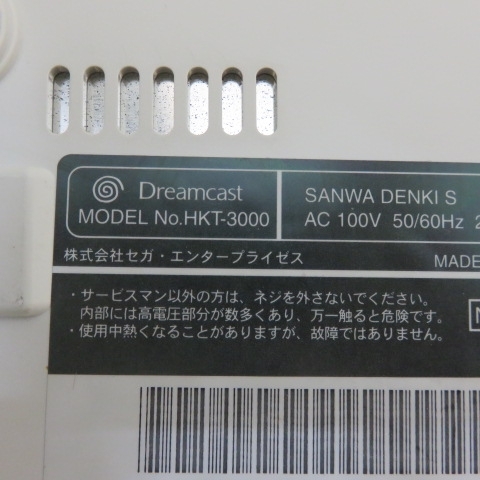 Dreamcast
MODEL No.HKT-3000
SANWA DENKI S
AC 100V 50/60Hz 2
株式会社セガ・エンタープライゼス
MADE
・サービスマン以外の方は、ネジを外さないでください。
内部には高電圧部分が数多くあり、万一触ると危険です。
・使用中熱くなることがありますが、故障ではありません。
N